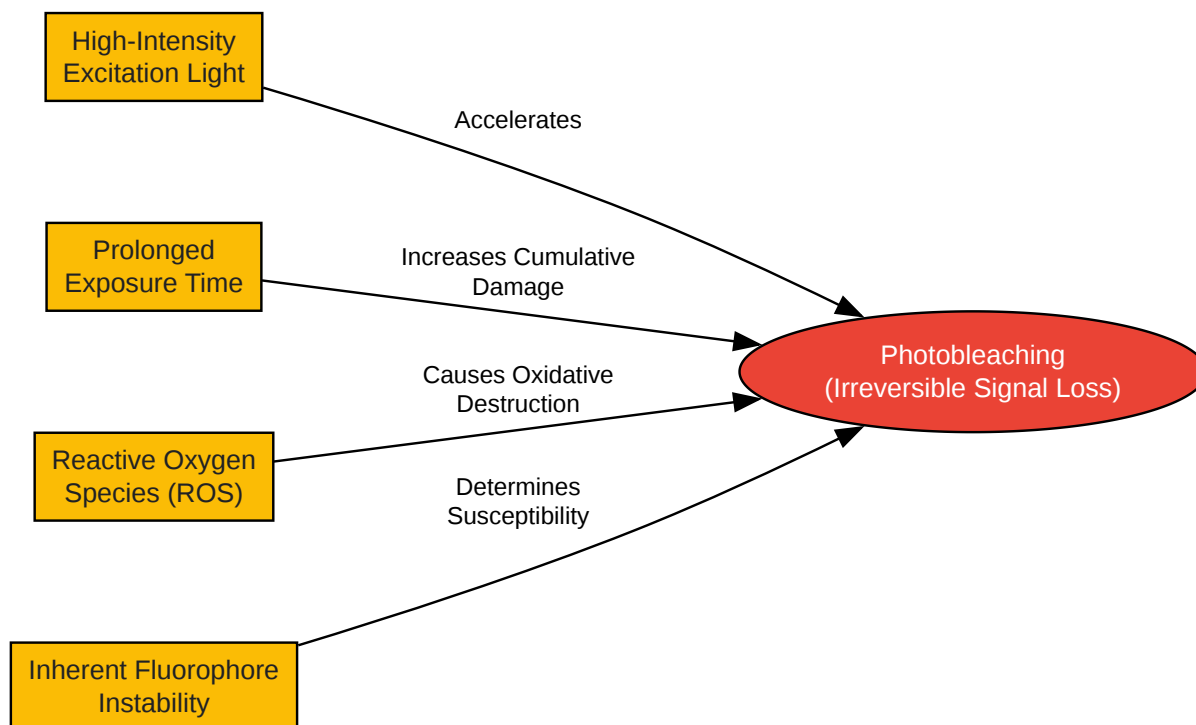 High-Intensity
Excitation Light
Accelerates
Prolonged
Exposure Time
Increases Cumulative
Damage
Photobleaching
(Irreversible Signal Loss)
Causes Oxidative
Destruction
Reactive Oxygen
Species (ROS)
Determines
Susceptibility
Inherent Fluorophore
Instability